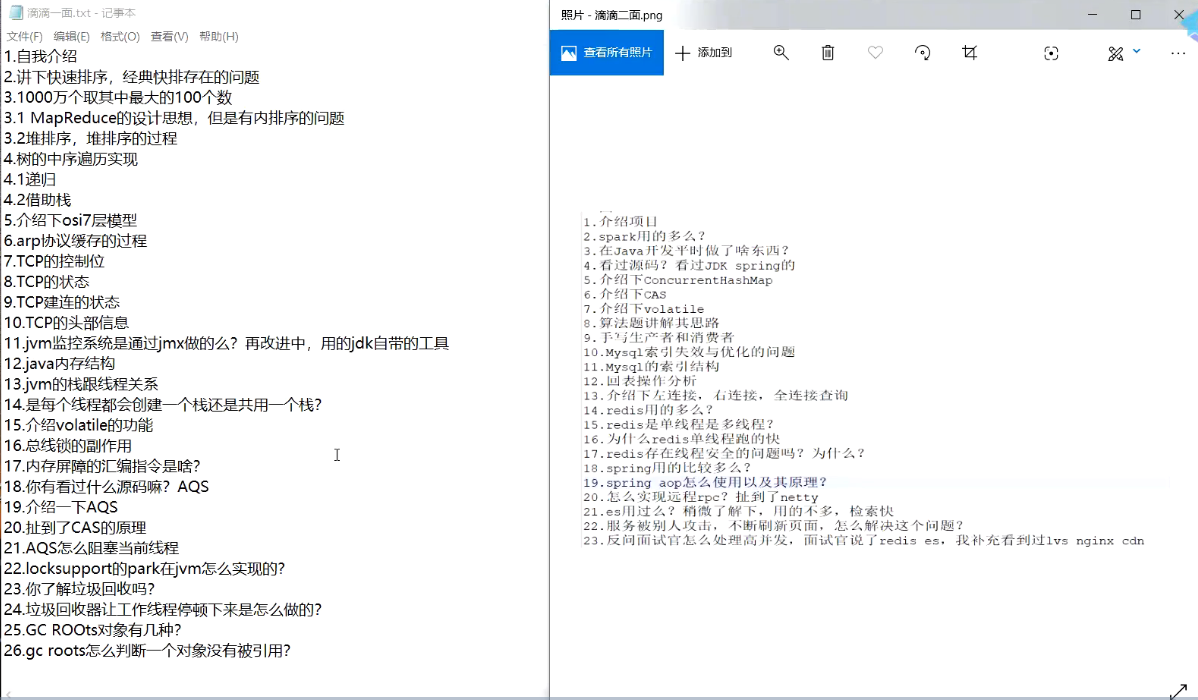 滴滴一面.txt - 记事本
文件(F) 编辑(E) 格式(O) 查看(V) 帮助(H)
1.自我介绍
2.讲下快速排序，经典快排存在的问题
3.1000万个取其中最大的100个数
3.1 MapReduce的设计思想，但是有内排序的问题
3.2堆排序，堆排序的过程
4.树的中序遍历实现
4.1递归
4.2借助栈
5.介绍下osi7层模型
6.arp协议缓存的过程
7.TCP的控制位
8.TCP的状态
9.TCP建连的状态
10.TCP的头部信息
11.jvm监控系统是通过jmx做的么？再改进中，用的jdk自带的工具
12.java内存结构
13.jvm的栈跟线程关系
14.是每个线程都会创建一个栈还是共用一个栈？
15.介绍volatile的功能
16.总线锁的副作用
17.内存屏障的汇编指令是啥？
18.你有看过什么源码嘛？AQS
19.介绍一下AQS
20.扯到了CAS的原理
21.AQS怎么阻塞当前线程
22.locksupport的park在jvm怎么实现的？
23.你了解垃圾回收吗？
24.垃圾回收器让工作线程停顿下来是怎么做的？
25.GC ROOts对象有几种？
26.gc roots怎么判断一个对象没有被引用？
照片 - 滴滴二面.png
查看所有照片 添加到
1.介绍项目
2.spark用的多么？
3.在Java开发平时做了啥东西？
4.看过源码？看过JDK spring的
5.介绍下ConcurrentHashMap
6.介绍下CAS
7.介绍下volatile
8.算法题讲解其思路
9.手写生产者和消费者
10.Mysql索引失效与优化的问题
11.Mysql的索引结构
12.回表操作分析
13.介绍下左连接，右连接，全连接查询
14.redis用的多么？
15.redis是单线程是多线程？
16.为什么redis单线程跑的快
17.redis存在线程安全的问题吗？为什么？
18.spring用的比较多么？
19.spring aop怎么使用以及其原理？
20.怎么实现远程rpc？扯到了netty
21.es用过么？稍微了解下，用的不多，检索快
22.服务被别人攻击，不断刷新页面，怎么解决这个问题？
23.反问面试官怎么处理高并发，面试官说了redis es，我补充看到过lvs nginx cdn